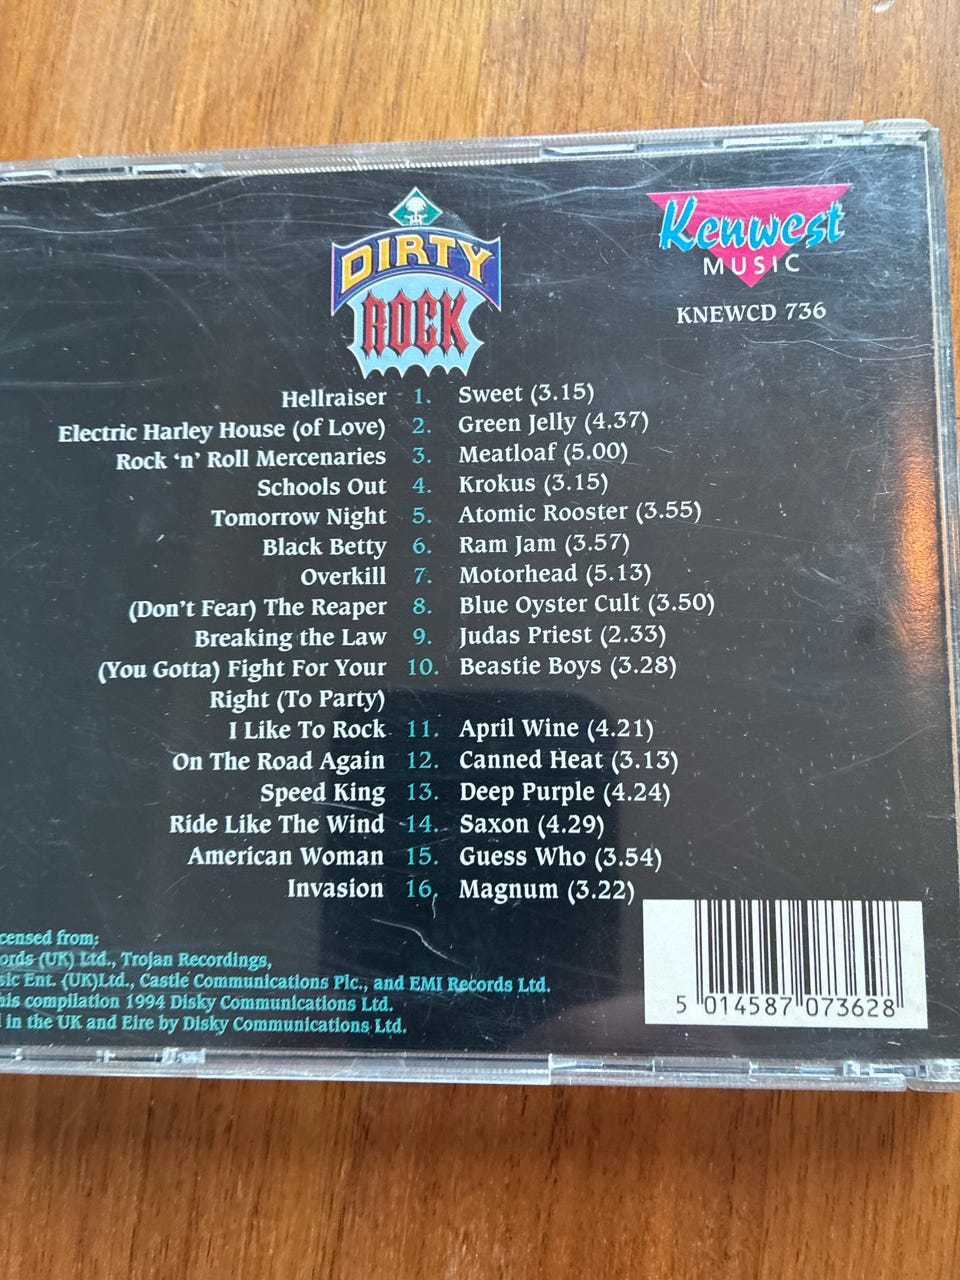 DIRTY
ROCK
Kenwest
MUSIC
KNEWCD 736
Hellraiser 1. Sweet (3.15)
Electric Harley House (of Love) 2. Green Jelly (4.37)
Rock ‘n’ Roll Mercenaries 3. Meatloaf (5.00)
Schools Out 4. Krokus (3.15)
Tomorrow Night 5. Atomic Rooster (3.55)
Black Betty 6. Ram Jam (3.57)
Overkill 7. Motorhead (5.13)
(Don’t Fear) The Reaper 8. Blue Oyster Cult (3.50)
Breaking the Law 9. Judas Priest (2.33)
(You Gotta) Fight For Your 10. Beastie Boys (3.28)
Right (To Party)
I Like To Rock 11. April Wine (4.21)
On The Road Again 12. Canned Heat (3.13)
Speed King 13. Deep Purple (4.24)
Ride Like The Wind 14. Saxon (4.29)
American Woman 15. Guess Who (3.54)
Invasion 16. Magnum (3.22)
censed from:
ords (UK) Ltd., Trojan Recordings,
sic Ent. (UK)Ltd., Castle Communications Plc., and EMI Records Ltd.
his compilation 1994 Disky Communications Ltd.
l in the UK and Eire by Disky Communications Ltd.
5 014587 073628